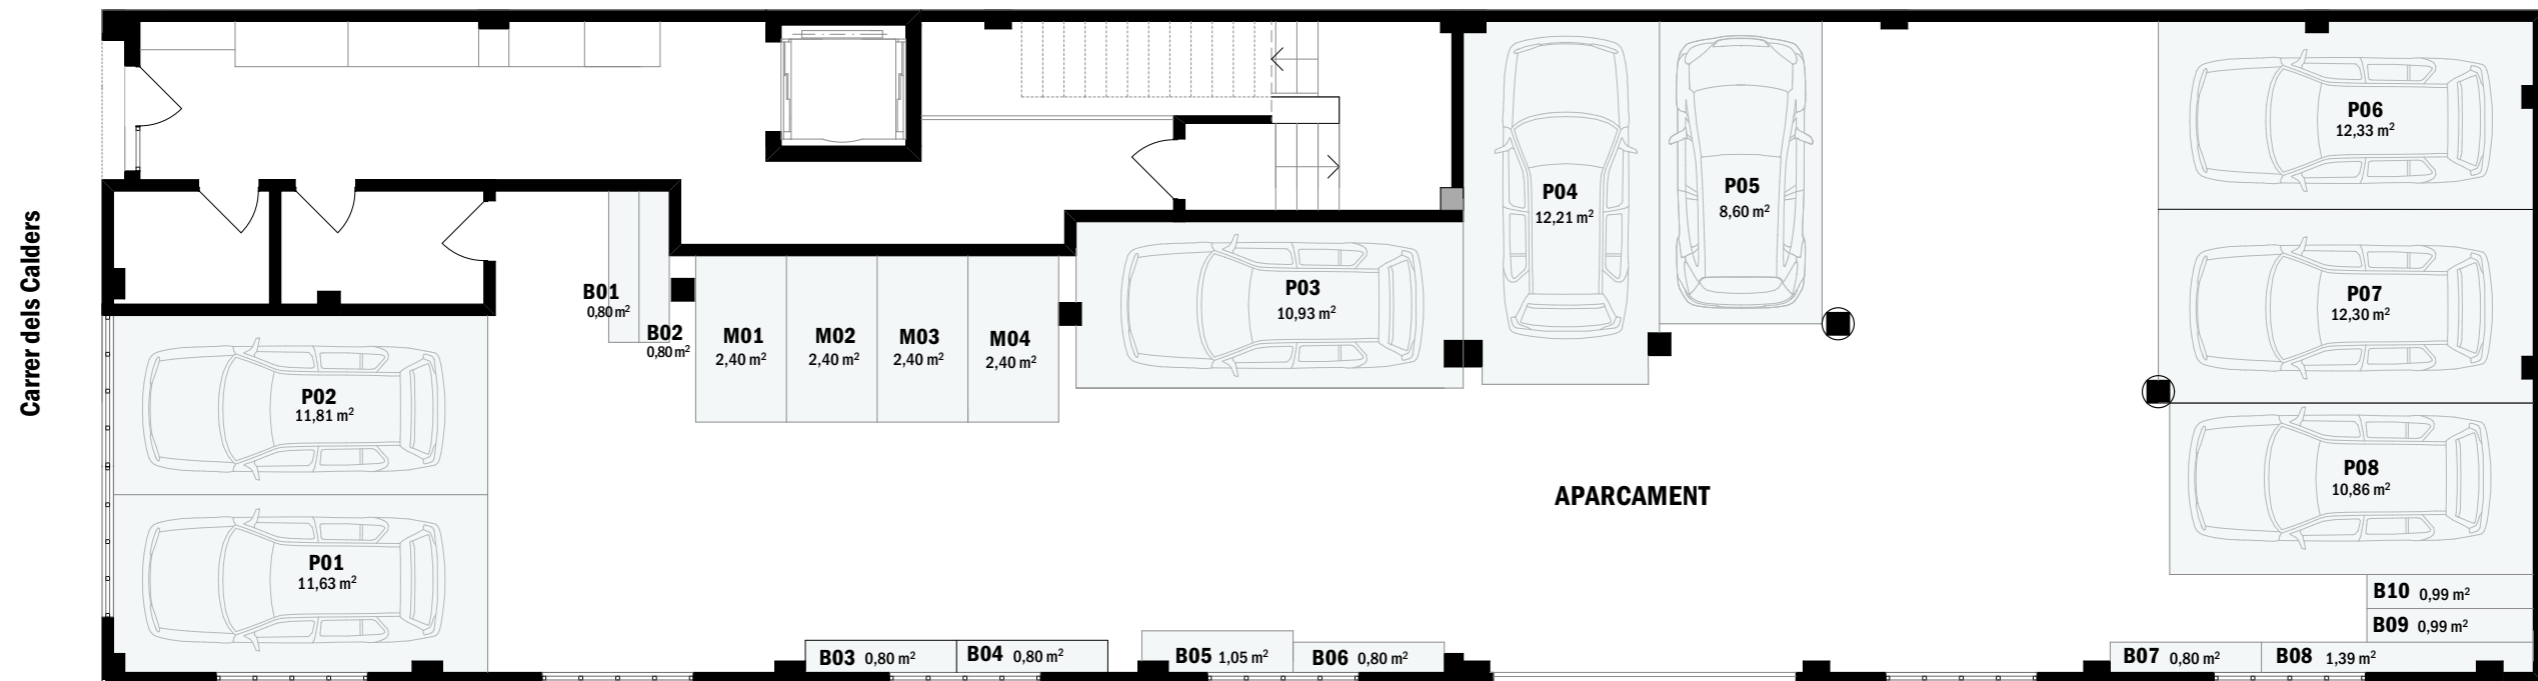 Carrer dels Calders
P04
12,21 m²
P05
8,60 m²
P06
12,33 m²
B01
0,80 m²
B02
0,80 m²
M01
2,40 m²
M02
2,40 m²
M03
2,40 m²
M04
2,40 m²
P03
10,93 m²
P07
12,30 m²
P02
11,81 m²
APARCAMENT
P08
10,86 m²
P01
11,63 m²
B10 0,99 m²
B09 0,99 m²
B03 0,80 m²
B04 0,80 m²
B05 1,05 m²
B06 0,80 m²
B07 0,80 m²
B08 1,39 m²